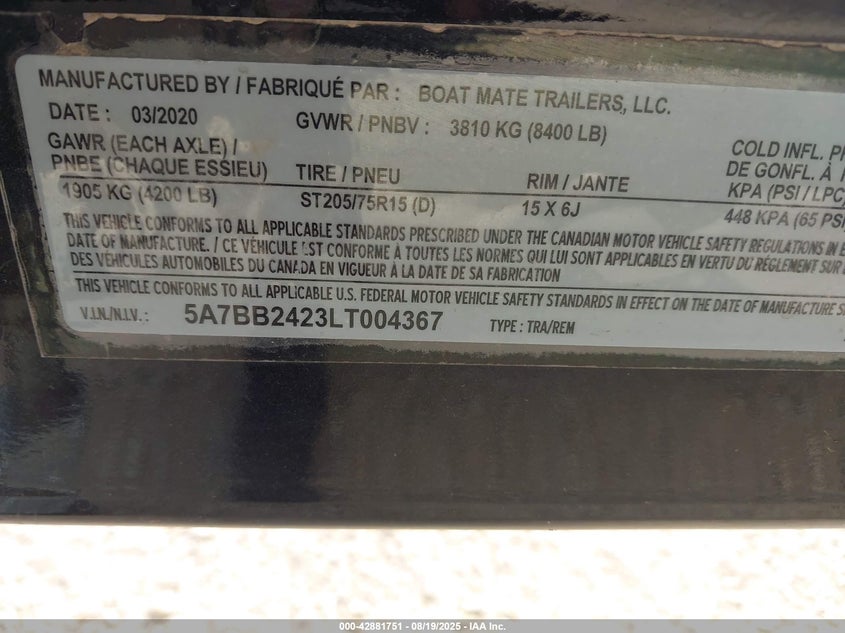 MANUFACTURED BY / FABRIQUÉ PAR : BOAT MATE TRAILERS, LLC.
DATE : 03/2020 GVWR / PNBV : 3810 KG (8400 LB)
GAWR (EACH AXLE) / COLD INFL. P
PNBE (CHAQUE ESSIEU) TIRE / PNEU RIM / JANTE DE GONFL. À
1905 KG (4200 LB) ST205/75R15 (D) 15 X 6J KPA (PSI / LPC)
448 KPA (65 PSI
THIS VEHICLE CONFORMS TO ALL APPLICABLE STANDARDS PRESCRIBED UNDER THE CANADIAN MOTOR VEHICLE SAFETY REGULATIONS IN E
DATE OF MANUFACTURE. / CE VÉHICULE EST CONFORME À TOUTES LES NORMES QUI LUI SONT APPLICABLES EN VERTU DU RÈGLEMENT SUR
DES VÉHICULES AUTOMOBILES DU CANADA EN VIGUEUR À LA DATE DE SA FABRICATION
THIS VEHICLE CONFORMS TO ALL APPLICABLE U.S. FEDERAL MOTOR VEHICLE SAFETY STANDARDS IN EFFECT ON THE DATE OF MANUFACTURE
V.I.N./N.I.V. : 5A7BB2423LT004367 TYPE : TRA/REM
000-42881751 — 08/19/2025 — IAA Inc.